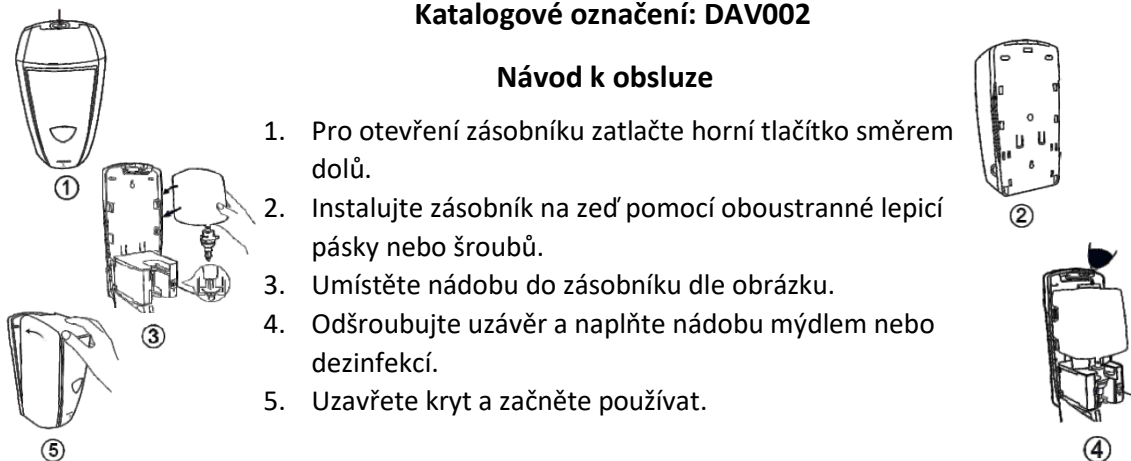 Katalogové označení: DAV002
Návod k obsluze
1. Pro otevření zásobníku zatlačte horní tlačítko směrem
dolů.
2. Instalujte zásobník na zeď pomocí oboustranné lepicí
pásky nebo šroubů.
3. Umístěte nádobu do zásobníku dle obrázku.
4. Odšroubujte uzávěr a naplňte nádobu mýdlem nebo
dezinfekcí.
5. Uzavřete kryt a začněte používat.
①
②
③
④
⑤